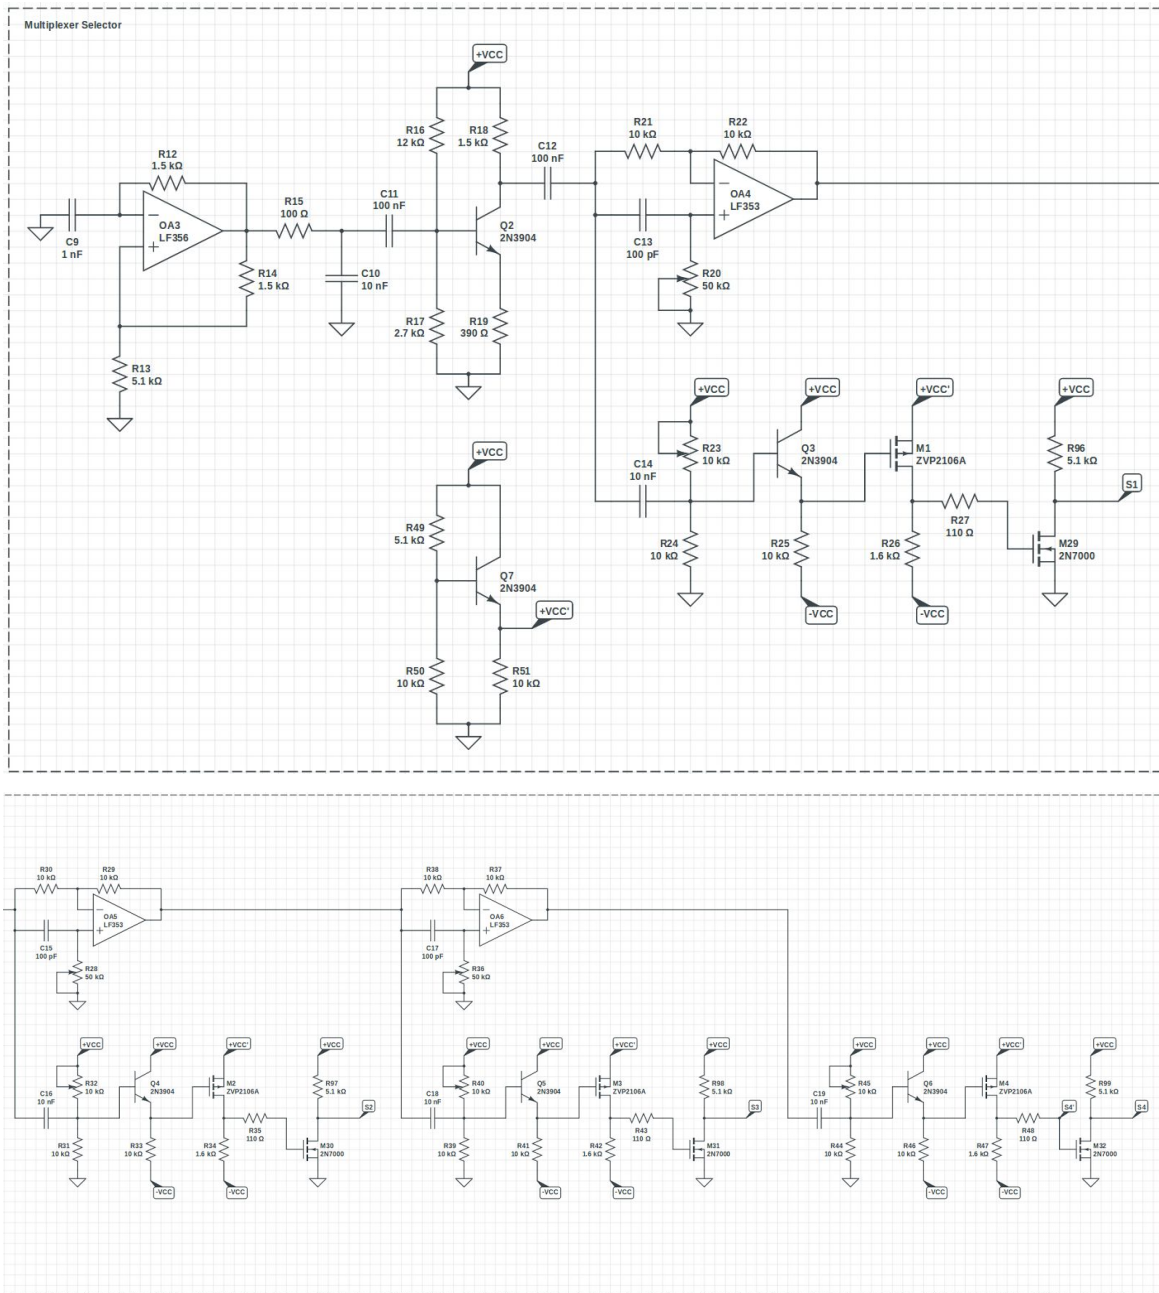 Multiplexer Selector
+VCC
R16
12 kΩ
R18
1.5 kΩ
C12
100 nF
R21
10 kΩ
R22
10 kΩ
R12
1.5 kΩ
OA3
LF356
C9
1 nF
R15
100 Ω
C11
100 nF
Q2
2N3904
OA4
LF353
C13
100 pF
R14
1.5 kΩ
C10
10 nF
R20
50 kΩ
R17
2.7 kΩ
R19
390 Ω
R13
5.1 kΩ
+VCC
+VCC
+VCC'
+VCC
R23
10 kΩ
Q3
2N3904
M1
ZVP2106A
R96
5.1 kΩ
+VCC
C14
10 nF
S1
R49
5.1 kΩ
R27
110 Ω
R24
10 kΩ
R25
10 kΩ
R26
1.6 kΩ
M29
2N7000
Q7
2N3904
+VCC'
-VCC
-VCC
R50
10 kΩ
R51
10 kΩ
R30
10 kΩ
R29
10 kΩ
OA5
LF353
C15
100 pF
R28
50 kΩ
R38
10 kΩ
R37
10 kΩ
OA6
LF353
C17
100 pF
R36
50 kΩ
+VCC
+VCC
+VCC'
+VCC
R32
10 kΩ
Q4
2N3904
M2
ZVP2106A
R97
5.1 kΩ
C16
10 nF
S2
R35
110 Ω
R31
10 kΩ
R33
10 kΩ
R34
1.6 kΩ
M30
2N7000
-VCC
-VCC
+VCC
+VCC
+VCC'
+VCC
R40
10 kΩ
Q5
2N3904
M3
ZVP2106A
R98
5.1 kΩ
C18
10 nF
S3
R43
110 Ω
R39
10 kΩ
R41
10 kΩ
R42
1.6 kΩ
M31
2N7000
-VCC
-VCC
+VCC
+VCC
+VCC'
+VCC
R45
10 kΩ
Q6
2N3904
M4
ZVP2106A
R99
5.1 kΩ
C19
10 nF
S4'
S4
R48
110 Ω
R44
10 kΩ
R46
10 kΩ
R47
1.6 kΩ
M32
2N7000
-VCC
-VCC